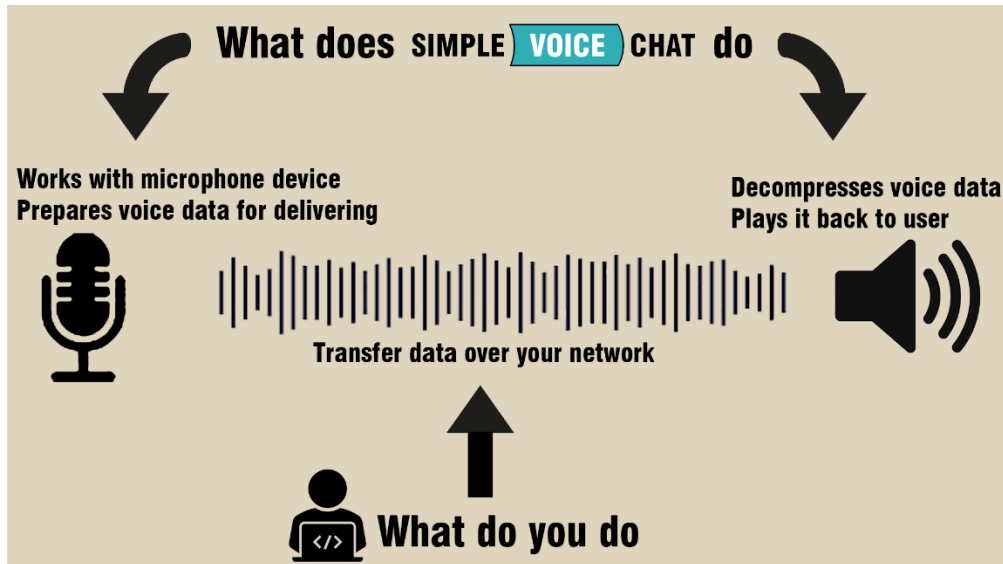 What does SIMPLE VOICE CHAT do
Works with microphone device
Prepares voice data for delivering
Decompresses voice data
Plays it back to user
Transfer data over your network
</>
What do you do